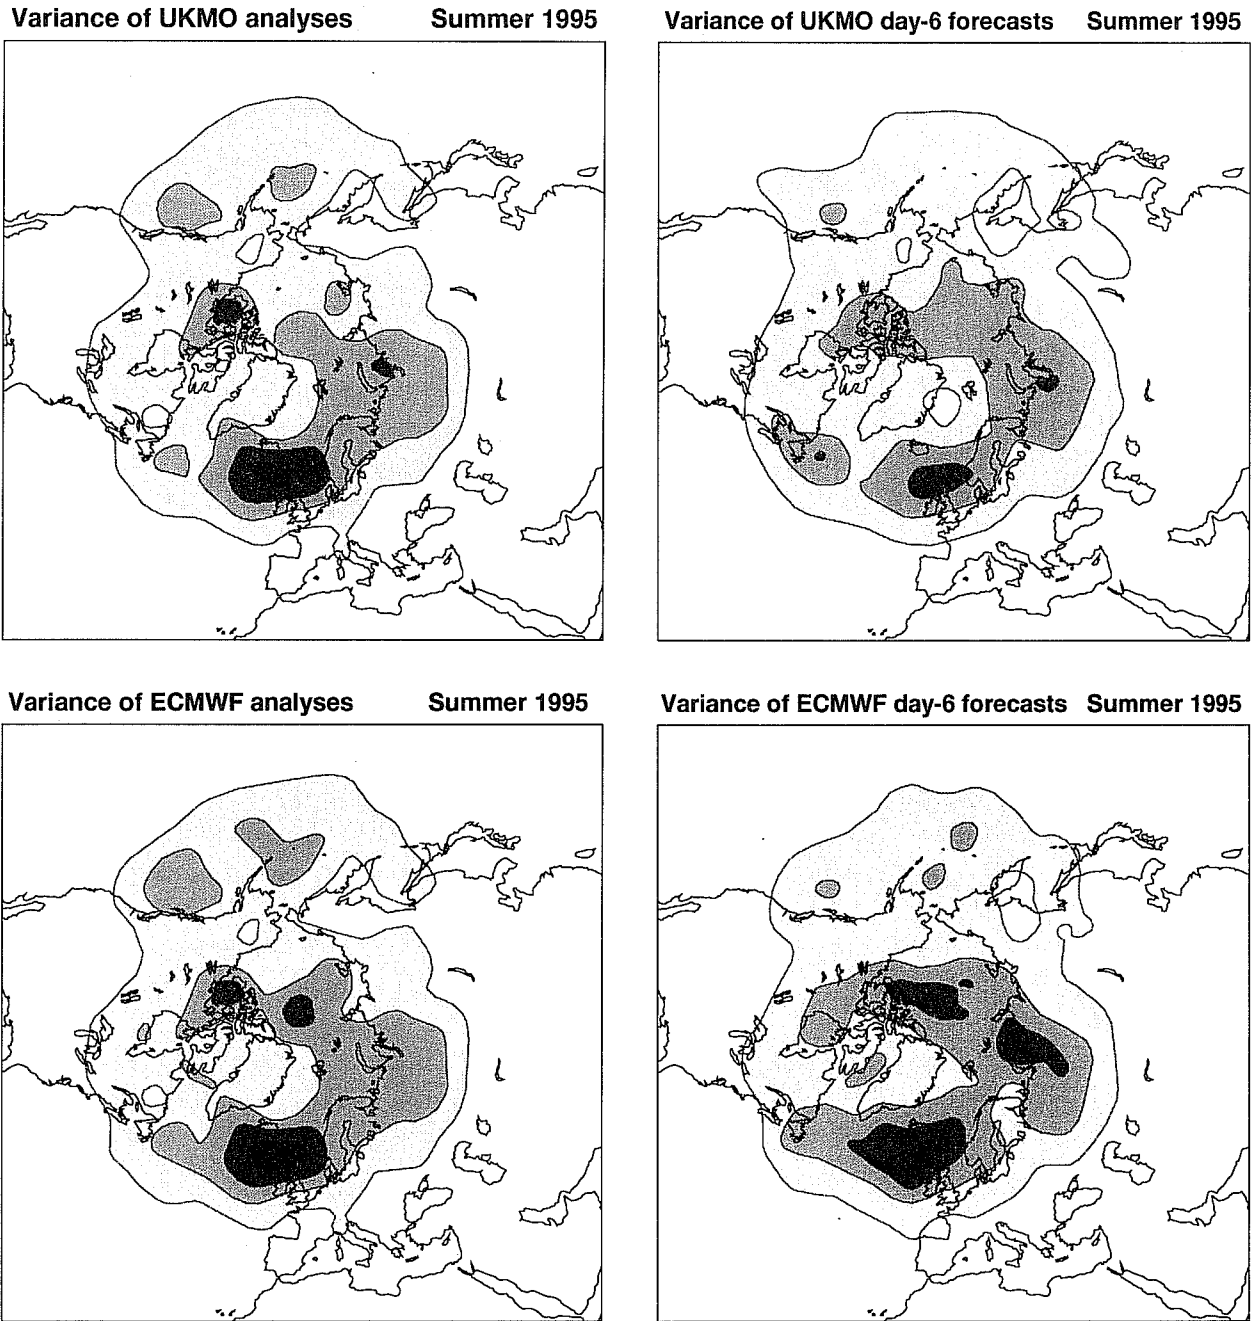 Variance of UKMO analyses Summer 1995
Variance of UKMO day-6 forecasts Summer 1995
Variance of ECMWF analyses Summer 1995
Variance of ECMWF day-6 forecasts Summer 1995